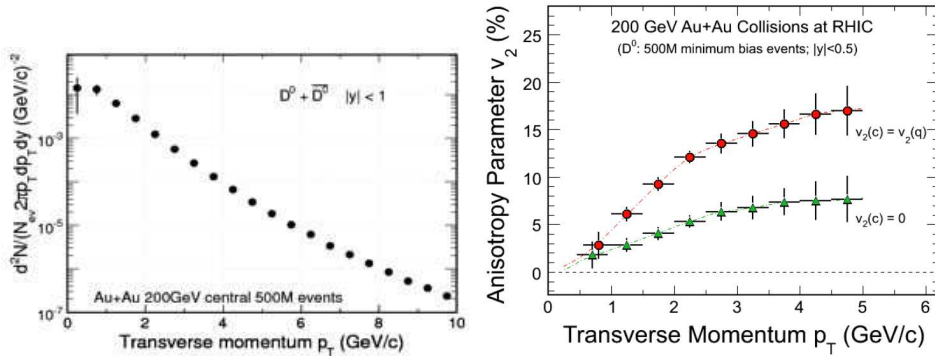 d²N/(N_ev 2πp_T dp_T dy (GeV/c)⁻²
10⁻³
10⁻⁵
10⁻⁷
D⁰ + D̅⁰ |y| < 1
Au+Au 200GeV central 500M events
0 2 4 6 8 10
Transverse momentum p_T (GeV/c)
Anisotropy Parameter v₂ (%)
25
20
15
10
5
0
200 GeV Au+Au Collisions at RHIC
(D⁰: 500M minimum bias events; |y|<0.5)
v₂(c) = v₂(q)
v₂(c) = 0
0 1 2 3 4 5 6
Transverse Momentum p_T (GeV/c)